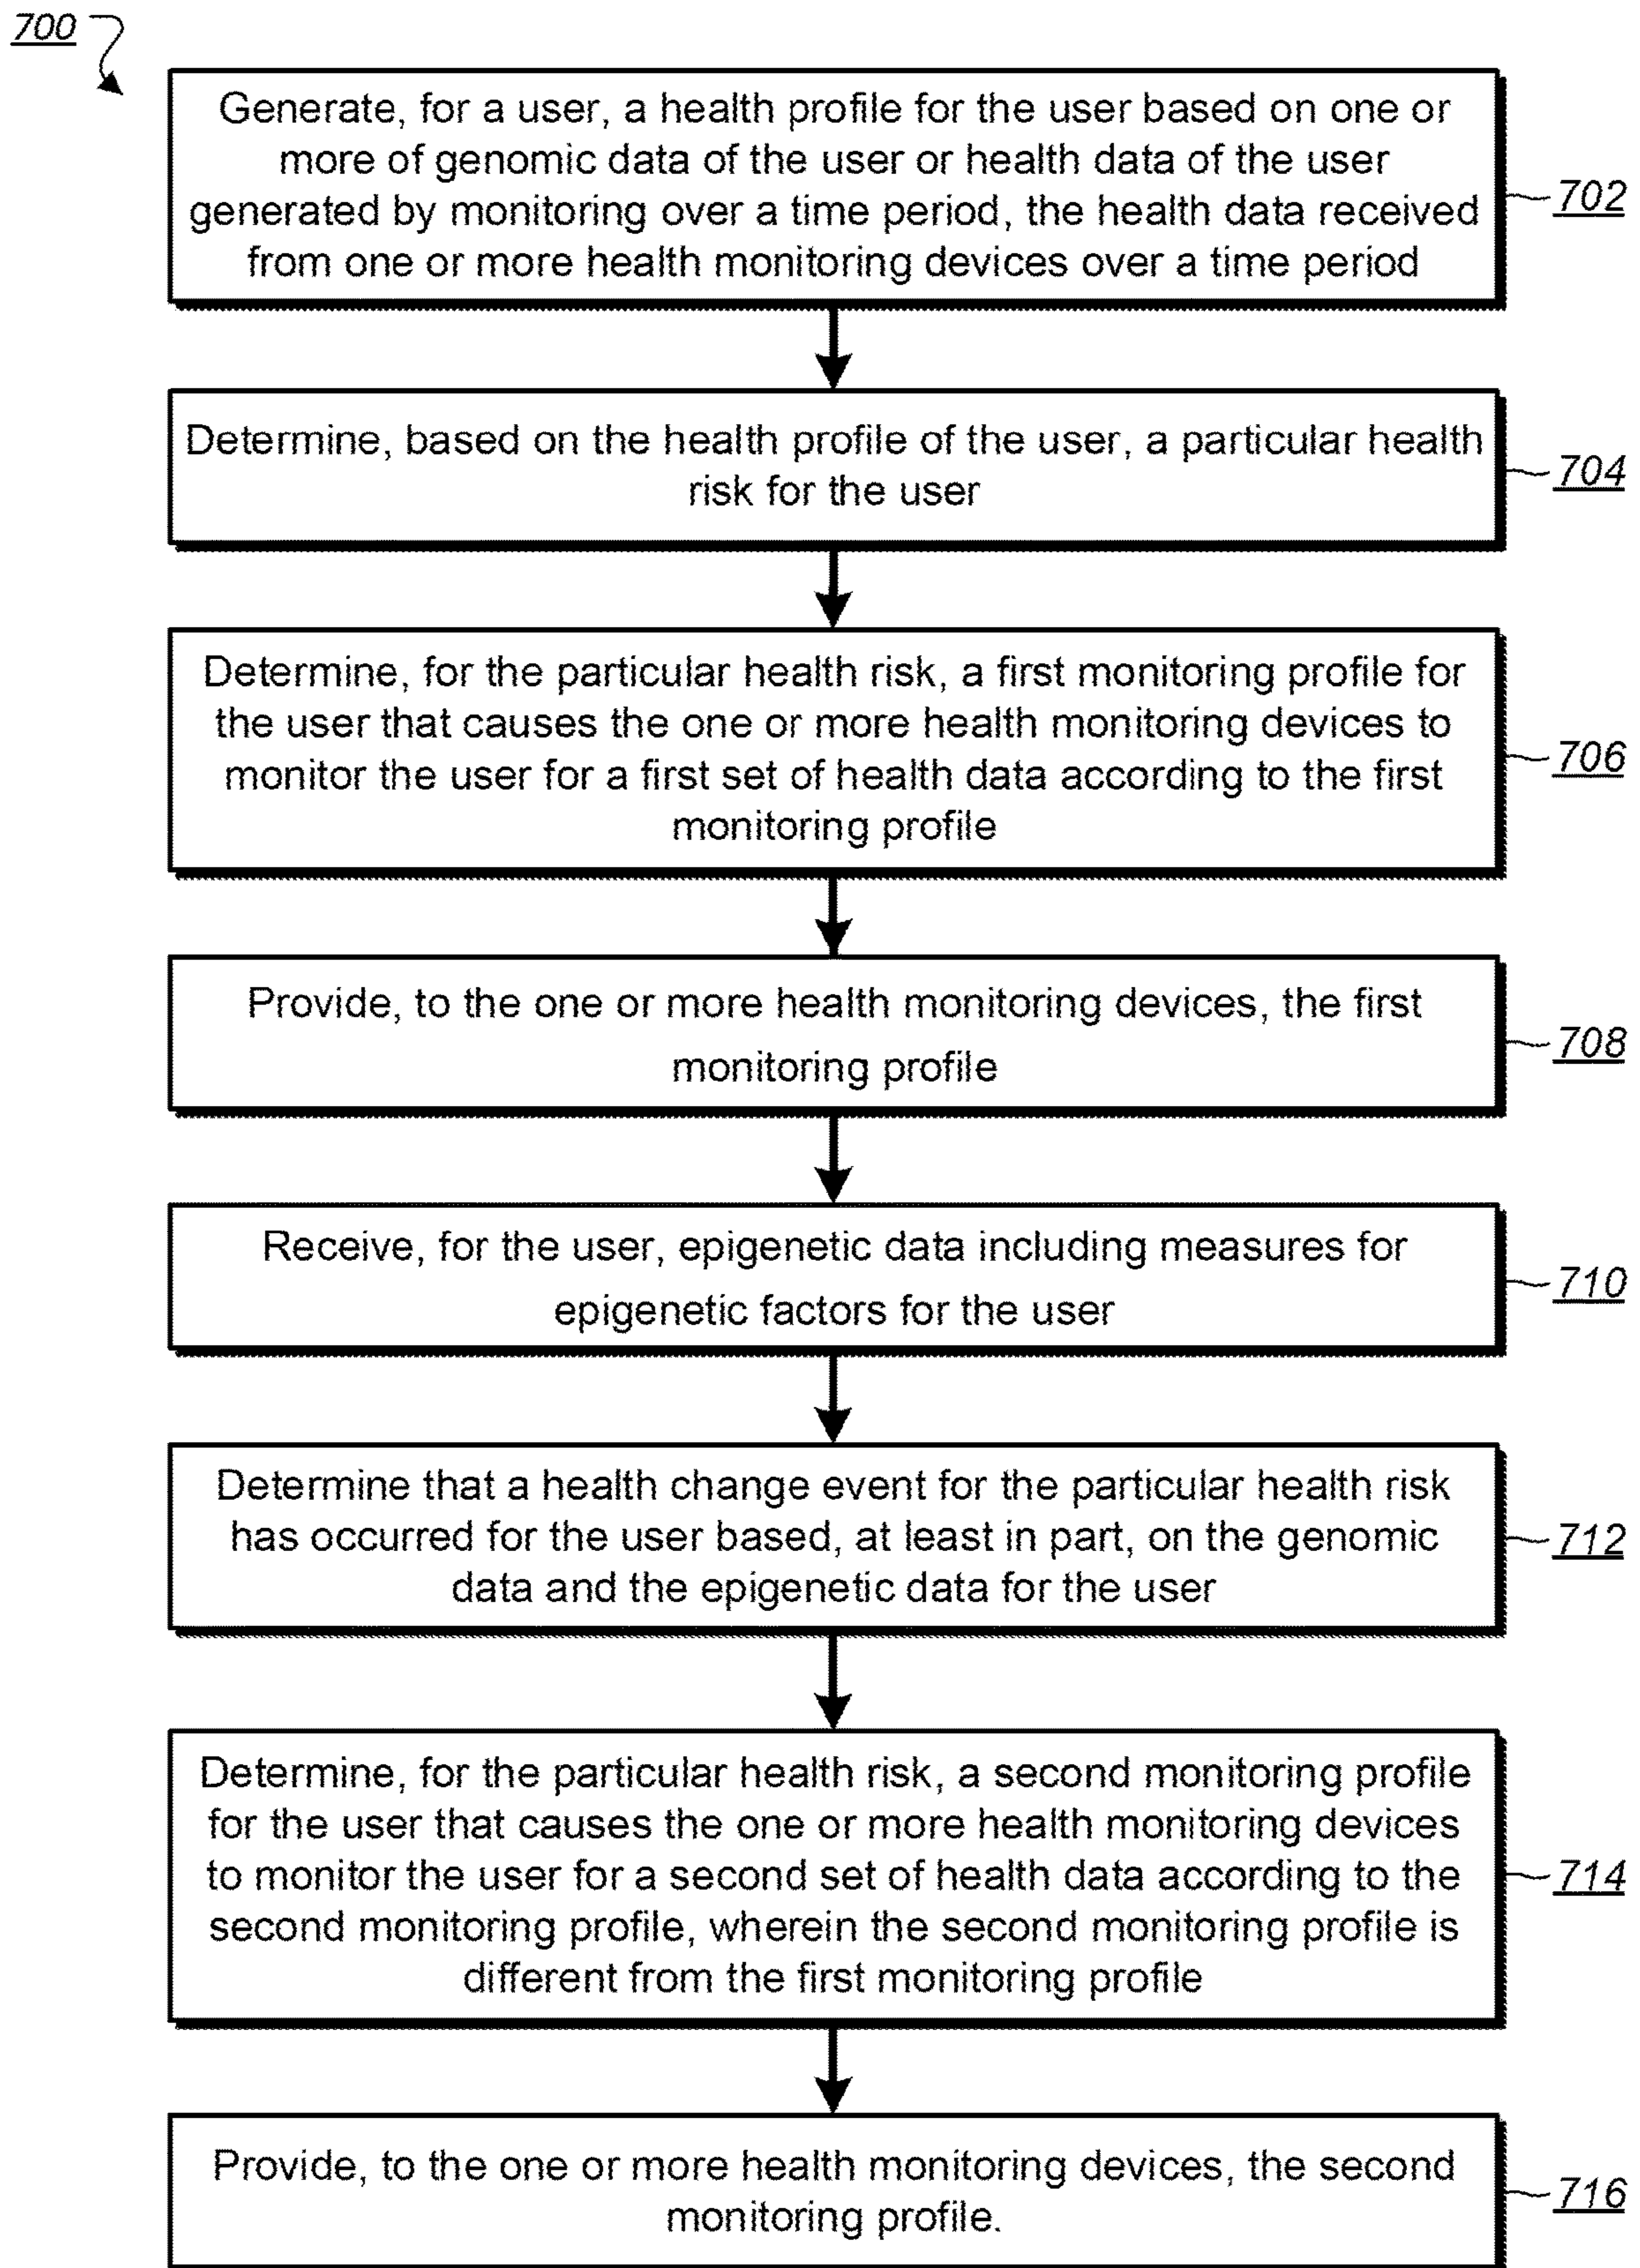 700
Generate, for a user, a health profile for the user based on one or
more of genomic data of the user or health data of the user
generated by monitoring over a time period, the health data received
from one or more health monitoring devices over a time period
702
Determine, based on the health profile of the user, a particular health
risk for the user
704
Determine, for the particular health risk, a first monitoring profile for
the user that causes the one or more health monitoring devices to
monitor the user for a first set of health data according to the first
monitoring profile
706
Provide, to the one or more health monitoring devices, the first
monitoring profile
708
Receive, for the user, epigenetic data including measures for
epigenetic factors for the user
710
Determine that a health change event for the particular health risk
has occurred for the user based, at least in part, on the genomic
data and the epigenetic data for the user
712
Determine, for the particular health risk, a second monitoring profile
for the user that causes the one or more health monitoring devices
to monitor the user for a second set of health data according to the
second monitoring profile, wherein the second monitoring profile is
different from the first monitoring profile
714
Provide, to the one or more health monitoring devices, the second
monitoring profile.
716